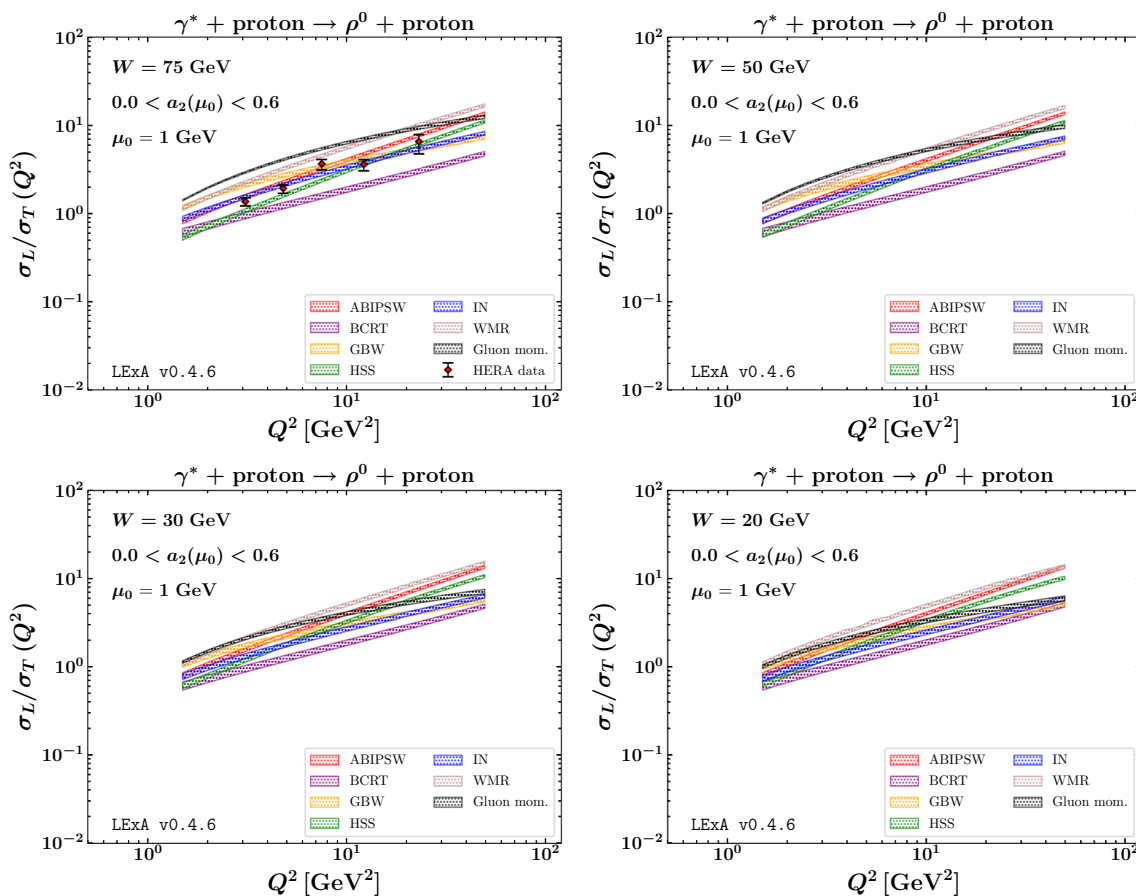 γ* + proton → ρ⁰ + proton
W = 75 GeV
0.0 < a₂(μ₀) < 0.6
μ₀ = 1 GeV
σ_L/σ_T (Q²)
10²
10¹
10⁰
10⁻¹
10⁻²
ABIPSW
BCRT
GBW
HSS
IN
WMR
Gluon mom.
HERA data
LExA v0.4.6
10⁰ 10¹ 10²
Q² [GeV²]
γ* + proton → ρ⁰ + proton
W = 50 GeV
0.0 < a₂(μ₀) < 0.6
μ₀ = 1 GeV
σ_L/σ_T (Q²)
10²
10¹
10⁰
10⁻¹
10⁻²
ABIPSW
BCRT
GBW
HSS
IN
WMR
Gluon mom.
LExA v0.4.6
10⁰ 10¹ 10²
Q² [GeV²]
γ* + proton → ρ⁰ + proton
W = 30 GeV
0.0 < a₂(μ₀) < 0.6
μ₀ = 1 GeV
σ_L/σ_T (Q²)
10²
10¹
10⁰
10⁻¹
10⁻²
ABIPSW
BCRT
GBW
HSS
IN
WMR
Gluon mom.
LExA v0.4.6
10⁰ 10¹ 10²
Q² [GeV²]
γ* + proton → ρ⁰ + proton
W = 20 GeV
0.0 < a₂(μ₀) < 0.6
μ₀ = 1 GeV
σ_L/σ_T (Q²)
10²
10¹
10⁰
10⁻¹
10⁻²
ABIPSW
BCRT
GBW
HSS
IN
WMR
Gluon mom.
LExA v0.4.6
10⁰ 10¹ 10²
Q² [GeV²]